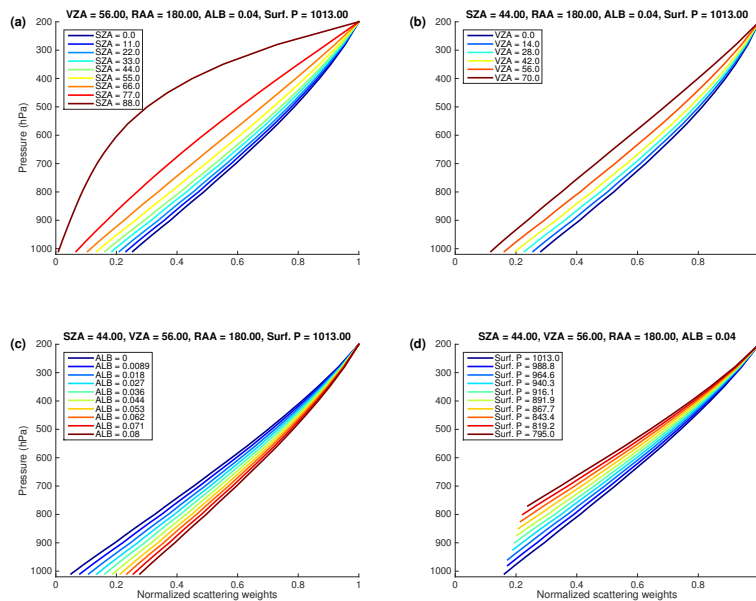 (a)
VZA = 56.00, RAA = 180.00, ALB = 0.04, Surf. P = 1013.00
200
300
400
500
600
700
800
900
1000
Pressure (hPa)
SZA = 0.0
SZA = 11.0
SZA = 22.0
SZA = 33.0
SZA = 44.0
SZA = 55.0
SZA = 66.0
SZA = 77.0
SZA = 88.0
0
0.2
0.4
0.6
0.8
1
(b)
SZA = 44.00, RAA = 180.00, ALB = 0.04, Surf. P = 1013.00
200
300
400
500
600
700
800
900
1000
VZA = 0.0
VZA = 14.0
VZA = 28.0
VZA = 42.0
VZA = 56.0
VZA = 70.0
0
0.2
0.4
0.6
0.8
(c)
SZA = 44.00, VZA = 56.00, RAA = 180.00, Surf. P = 1013.00
200
300
400
500
600
700
800
900
1000
Pressure (hPa)
ALB = 0
ALB = 0.0089
ALB = 0.018
ALB = 0.027
ALB = 0.036
ALB = 0.044
ALB = 0.053
ALB = 0.062
ALB = 0.071
ALB = 0.08
0
0.2
0.4
0.6
0.8
1
Normalized scattering weights
(d)
SZA = 44.00, VZA = 56.00, RAA = 180.00, ALB = 0.04
200
300
400
500
600
700
800
900
1000
Surf. P = 1013.0
Surf. P = 988.8
Surf. P = 964.6
Surf. P = 940.3
Surf. P = 916.1
Surf. P = 891.9
Surf. P = 867.7
Surf. P = 843.4
Surf. P = 819.2
Surf. P = 795.0
0
0.2
0.4
0.6
0.8
Normalized scattering weights